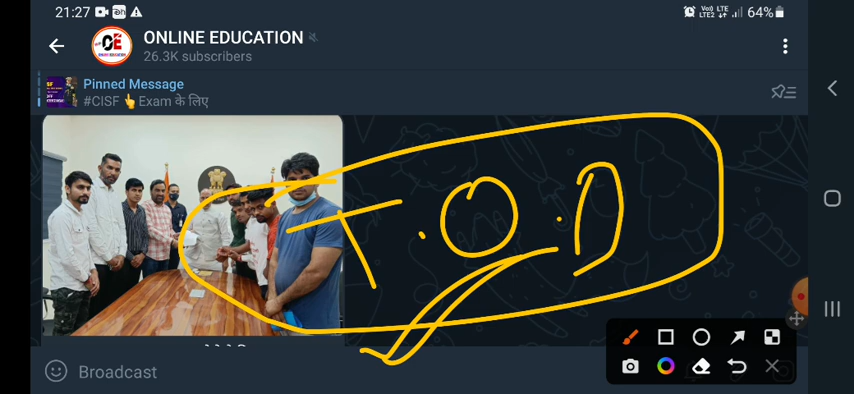 21:27 64%
ONLINE EDUCATION
26.3K subscribers
Pinned Message
#CISF 👆 Exam के लिए
T.O.D
Broadcast